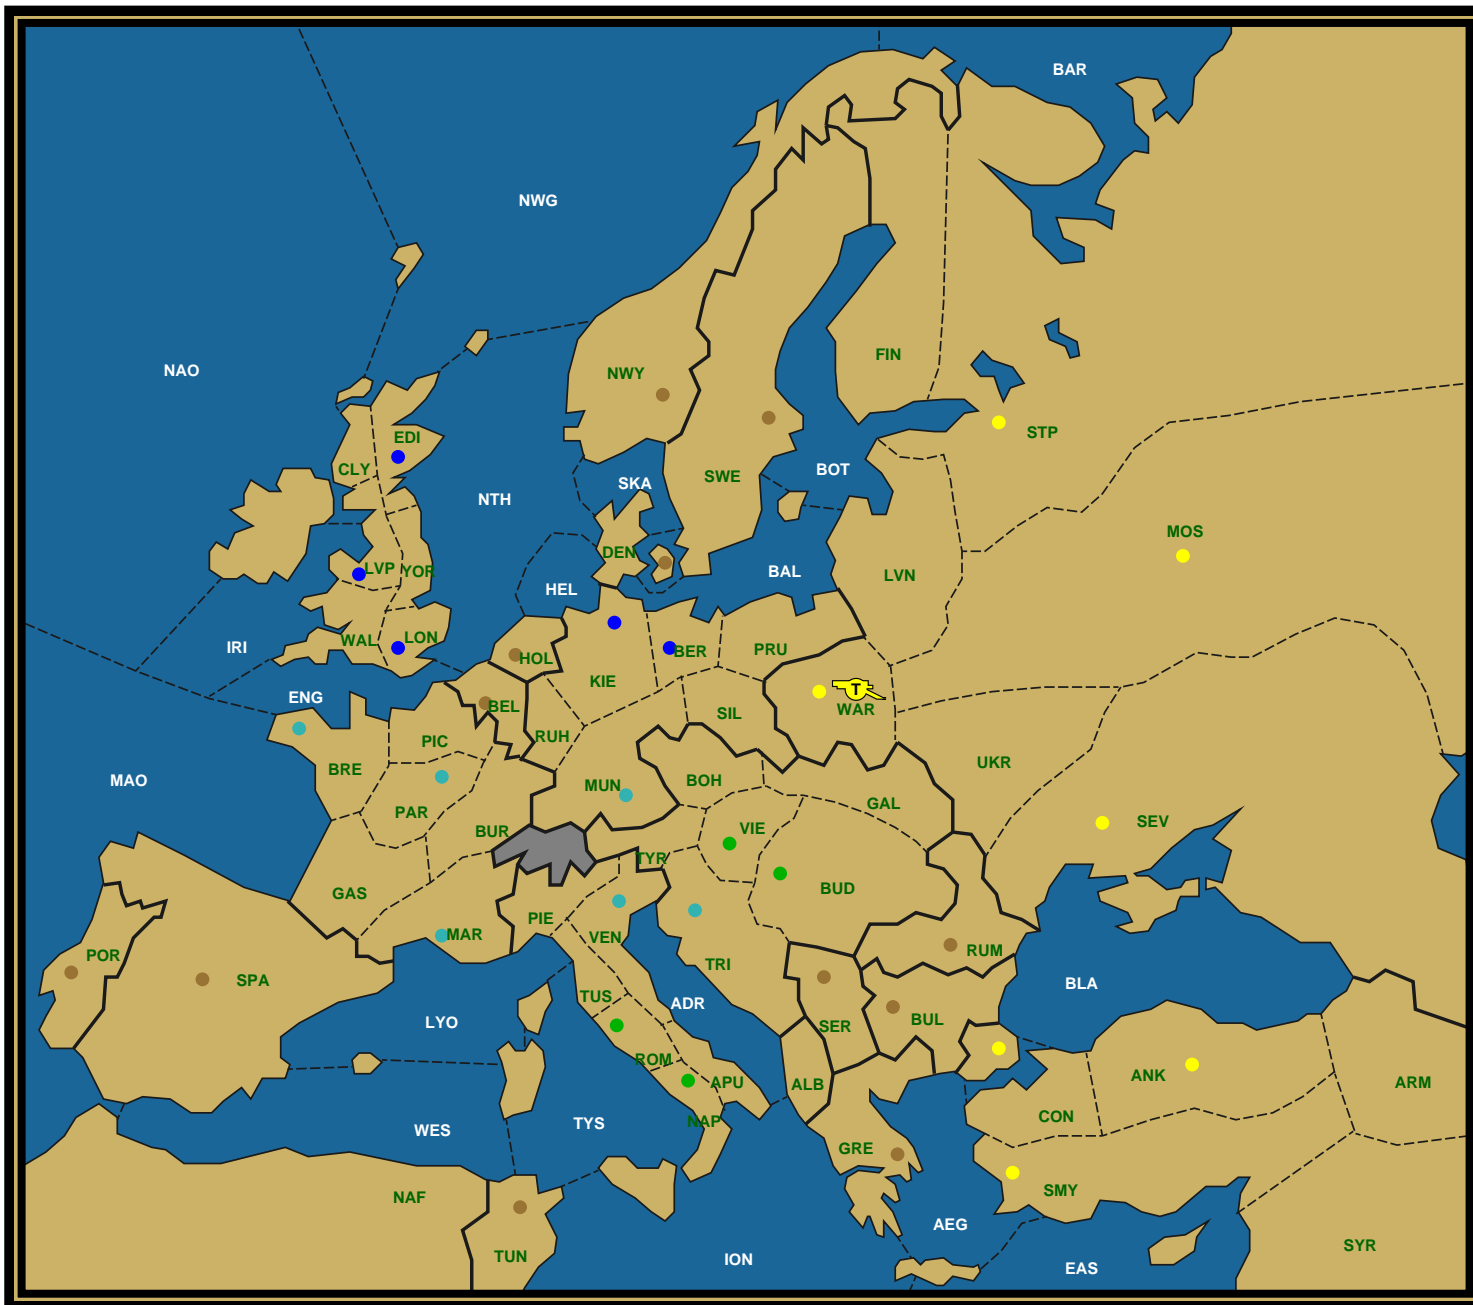 BAR
NWG
NAO
FIN
NWY
STP
EDI
CLY
SWE
BOT
SKA
NTH
MOS
DEN
LVP
YOR
BAL
LVN
HEL
IRI
WAL
LON
HOL
KIE
BER
PRU
ENG
BEL
SIL
T
WAR
PIC
RUH
BRE
MAO
MUN
BOH
UKR
PAR
GAL
BUR
VIE
SEV
TYR
GAS
BUD
PIE
MAR
VEN
POR
SPA
TRI
RUM
BLA
TUS
ADR
LYO
SER
BUL
ROM
APU
ALB
ANK
ARM
CON
WES
TYS
NAP
GRE
SMY
NAF
AEG
TUN
ION
EAS
SYR